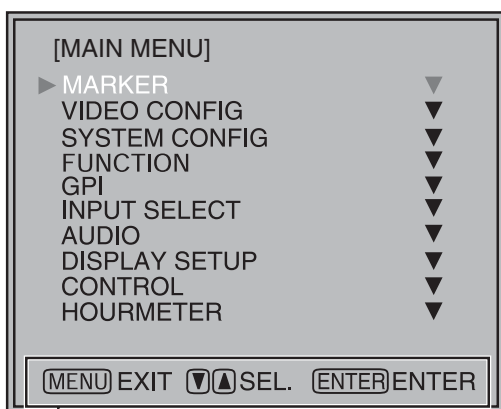 [MAIN MENU]
▶ MARKER ▼
VIDEO CONFIG ▼
SYSTEM CONFIG ▼
FUNCTION ▼
GPI ▼
INPUT SELECT ▼
AUDIO ▼
DISPLAY SETUP ▼
CONTROL ▼
HOURMETER ▼
MENU EXIT ▼▲ SEL. ENTER ENTER